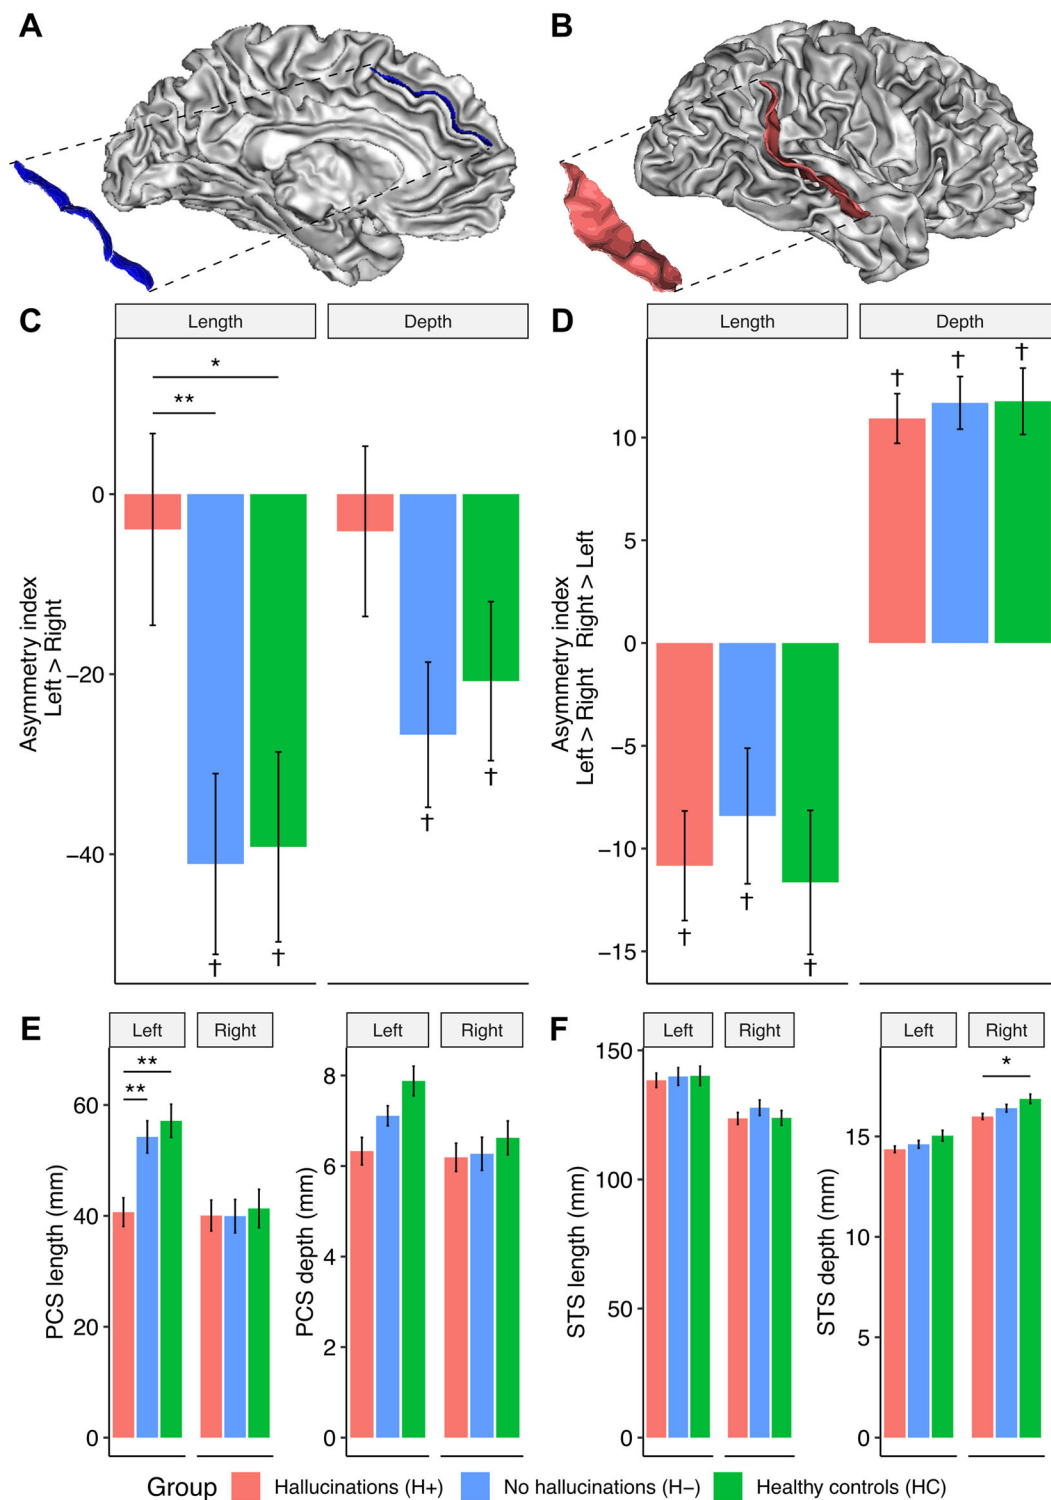 A
B
C
Length
Depth
*
**
0
−20
−40
Asymmetry index
Left > Right
†
†
†
†
D
Length
Depth
†
†
†
10
5
0
−5
−10
−15
Asymmetry index
Left > Right Right > Left
†
†
†
E
Left
Right
**
**
60
40
20
0
PCS length (mm)
Left
Right
8
6
4
2
0
PCS depth (mm)
F
Left
Right
150
100
50
0
STS length (mm)
Left
Right
*
15
10
5
0
STS depth (mm)
Group Hallucinations (H+) No hallucinations (H−) Healthy controls (HC)